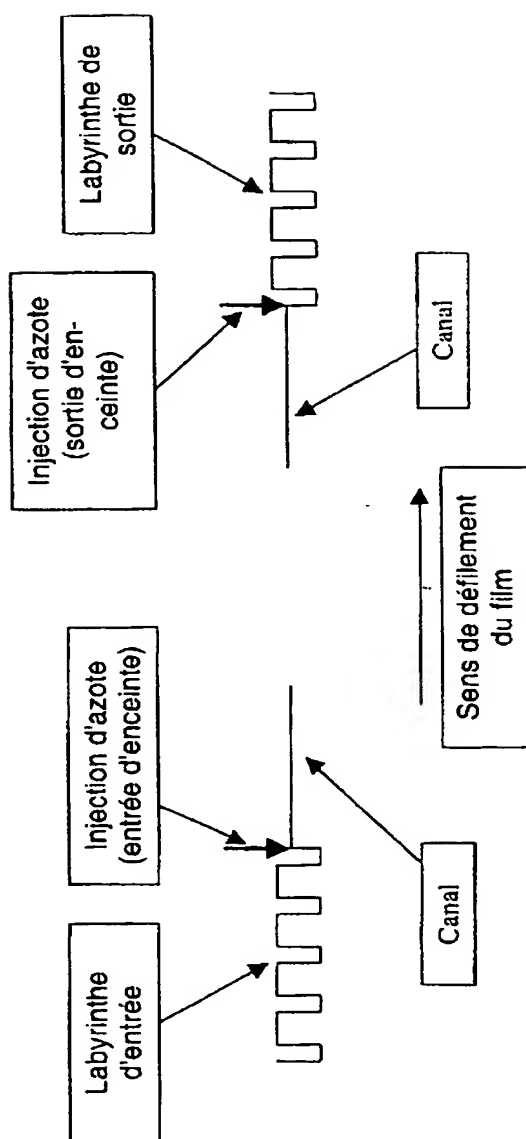 Labyrinthe
d'entrée
Injection d'azote
(entrée d'enceinte)
Injection d'azote
(sortie d'en-
ceinte)
Labyrinthe de
sortie
Canal
Sens de défilement
du film
Canal